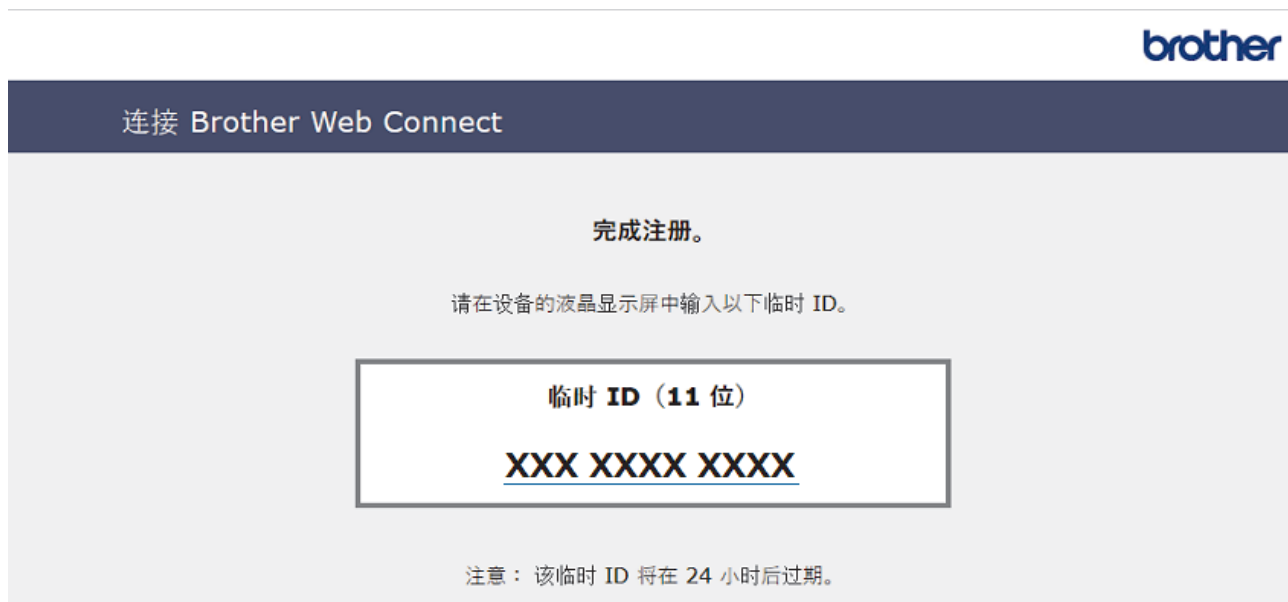 brother
连接 Brother Web Connect
完成注册。
请在设备的液晶显示屏中输入以下临时 ID。
临时 ID（11 位）
XXX XXXX XXXX
注意： 该临时 ID 将在 24 小时后过期。